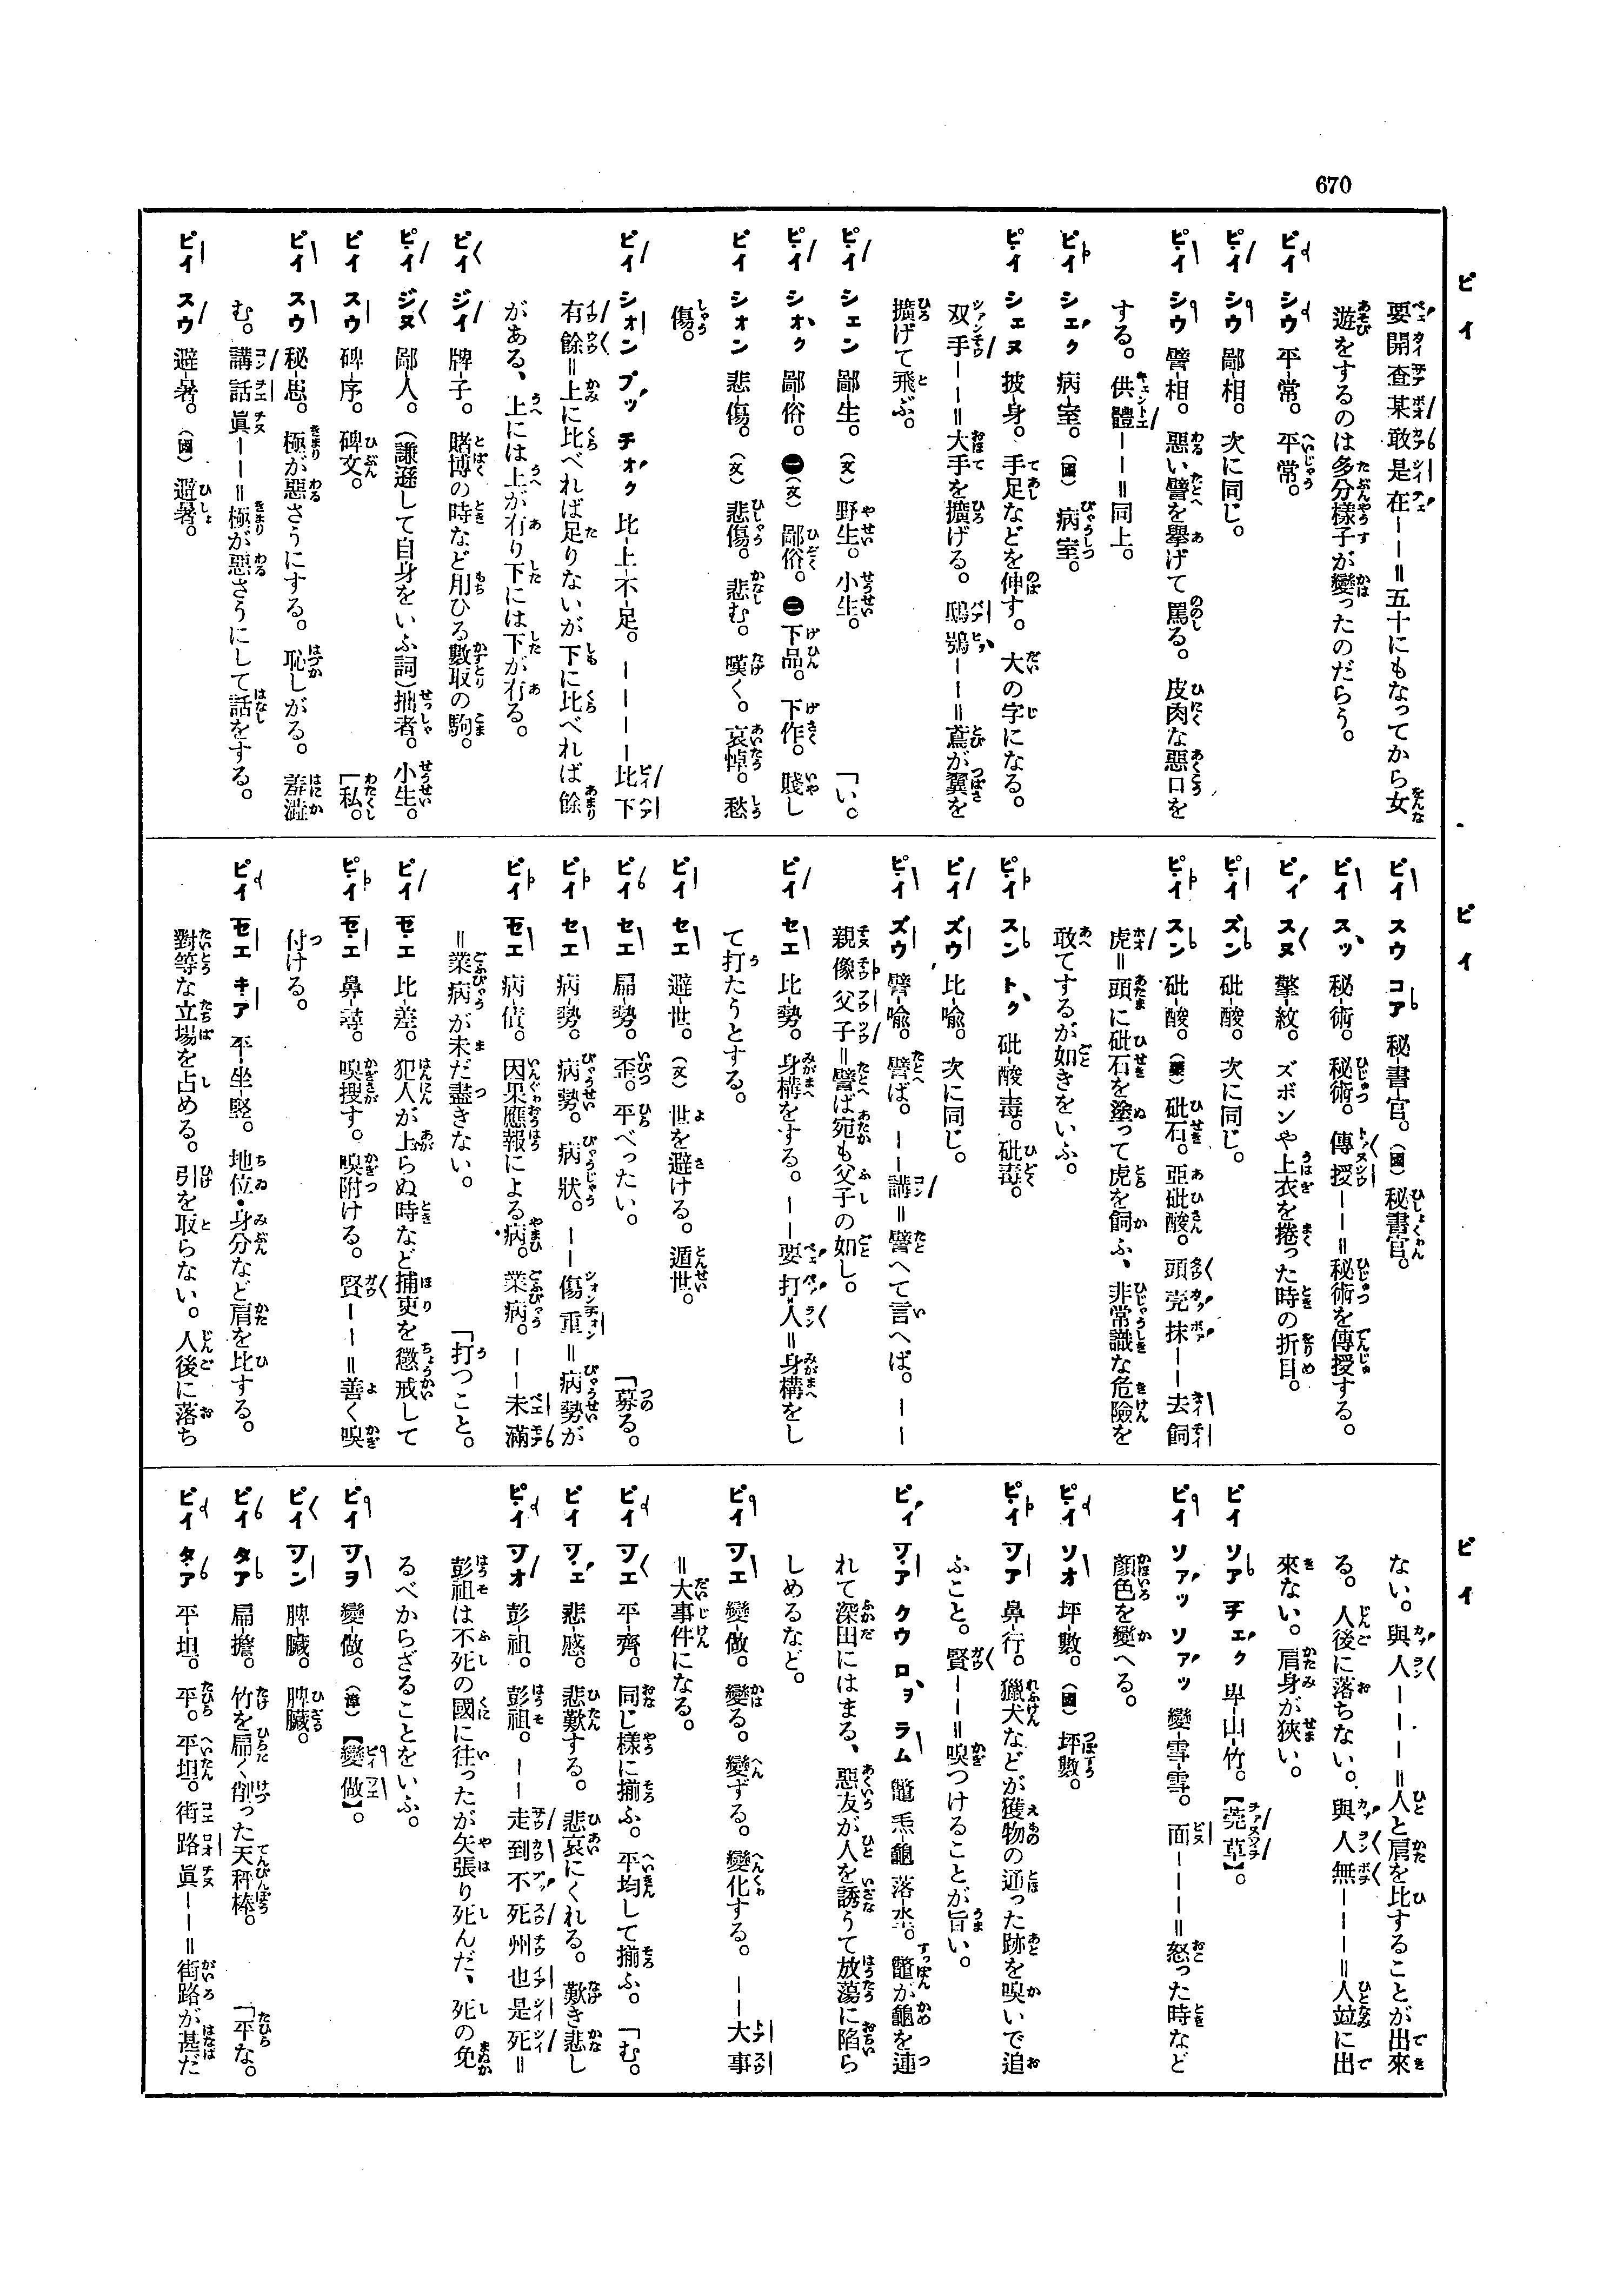 670
ピイ
ピイ
ピイ
要開查某敢是在ーー＝五十にもなってから女
遊をするのは多分樣子が變ったのだらう。
ピイ シウ 平-常。 平常。
ピイ シウ 鄙-相。 次に同じ。
ピイ シウ 譬-相。 惡い譬を擧げて罵る。 皮肉な惡口を
する。 供體ーー＝同上。
ピイ シェク 病-室。 （國） 病室。
ピイ シェヌ 披-身。 手足などを伸す。 大の字になる。
双手ーー＝大手を擴げる。 鴟鴞ーー＝鳶が翼を
擴げて飛ぶ。
ピイ シェン 鄙-生。 （文） 野生。 小生。 「い。
ピイ シオク 鄙-俗。 ㊀（文） 鄙俗。 ㊁下品。 下作。 賤し
ピイ シォン 悲-傷。 （文） 悲傷。 悲む。 嘆く。 哀悼。 愁
傷。
ピイ シォン プッ チオク 比-上-不-足。 ーーーー比下
有餘＝上に比べれば足りないが下に比べれば餘
がある、上には上が有り下には下が有る。
ピイ ジイ 牌-子。 賭博の時など用ひる數取の駒。
ピイ ジヌ 鄙-人。 （謙遜して自身をいふ詞）拙者。 小生。
ピイ スウ 碑-序。 碑文。 ［私。
ピイ スウ 秘-思。 極が惡さうにする。 恥しがる。 羞澁
む。 講話眞ーー＝極が惡さうにして話をする。
ピイ スウ 避-暑。 （國） 避暑。
ピイ スウ コア 秘-書-官。 （國） 秘書官。
ピイ スッ 秘-術。 秘術。 傳授ーー＝秘術を傳授する。
ピイ スヌ 擎-紋。 ズボンや上衣を捲った時の折目。
ピイ ズン 砒-酸。 次に同じ。
ピイ スン 砒-酸。 （藥） 砒石。 亞砒酸。 頭壳抹ーー去飼
虎＝頭に砒石を塗って虎を飼ふ、非常識な危險を
敢てするが如きをいふ。
ピイ スン トク 砒-酸-毒。 砒毒。
ピイ ズウ 比-喩。 次に同じ。
ピイ ズウ 譬-喩。 譬ば。 ーー講＝譬へて言へば。 ーー
親像父子＝譬ば宛も父子の如し。
ピイ セエ 比-勢。 身構をする。 ーー要打人＝身構をし
て打たうとする。
ピイ セエ 避-世。 （文） 世を避ける。 遁世。
ピイ セエ 扁-勢。 歪。 平べったい。 「募る。
ピイ セエ 病-勢。 病勢。 病狀。 ーー傷重＝病勢が
ピイ セエ 病-債。 因果應報による病。 業病。 ーー未滿
＝業病が未だ盡きない。 「打つこと。
ピイ セエ 比-差。 犯人が上らぬ時など捕吏を懲戒して
ピイ セエ 鼻-尋。 嗅搜す。 嗅附ける。 賢ーー＝善く嗅
付ける。
ピイ セエ キア 平-坐-竪。 地位・身分など肩を比する。
對等な立場を占める。 引を取らない。 人後に落ち
ない。 與人ーーー＝人と肩を比することが出來
る。 人後に落ちない。 與人無ーーー＝人竝に出
來ない。 肩身が狹い。
ピイ ソア チェク 卑-山-竹。 【莞草】。
ピイ ソァッ ソァッ 變-雪-雪。 面ーーー＝怒った時など
顏色を變へる。
ピイ ソオ 坪-數。 （國） 坪數。
ピイ ソア 鼻-行。 獵犬などが獲物の通った跡を嗅いで追
ふこと。 賢ーー＝嗅つけることが旨い。
ピイ ソア クウ ロヲ ラム 鼈-炁-龜-落-埊。 鼈が龜を連
れて深田にはまる、惡友が人を誘うて放蕩に陷ら
しめるなど。
ピイ ソエ 變-做。 變る。 變ずる。 變化する。 ーー大事
＝大事件になる。
ピイ ソエ 平-齊。 同じ樣に揃ふ。 平均して揃ふ。 「む。
ピイ ソェ 悲-感。 悲歎する。 悲哀にくれる。 歎き悲し
ピイ ソオ 彭-祖。 彭祖。 ーー走到不死州也是死＝
彭祖は不死の國に往ったが矢張り死んだ、死の免
るべからざることをいふ。
ピイ ソヲ 變-做。 （漳） 【變做】。
ピイ ソン 脾-臟。 脾臟。
ピイ タア 扁-擔。 竹を扁く削った天秤棒。 「平な。
ピイ タア 平-坦。 平。 平坦。 街路眞ーー＝街路が甚だ